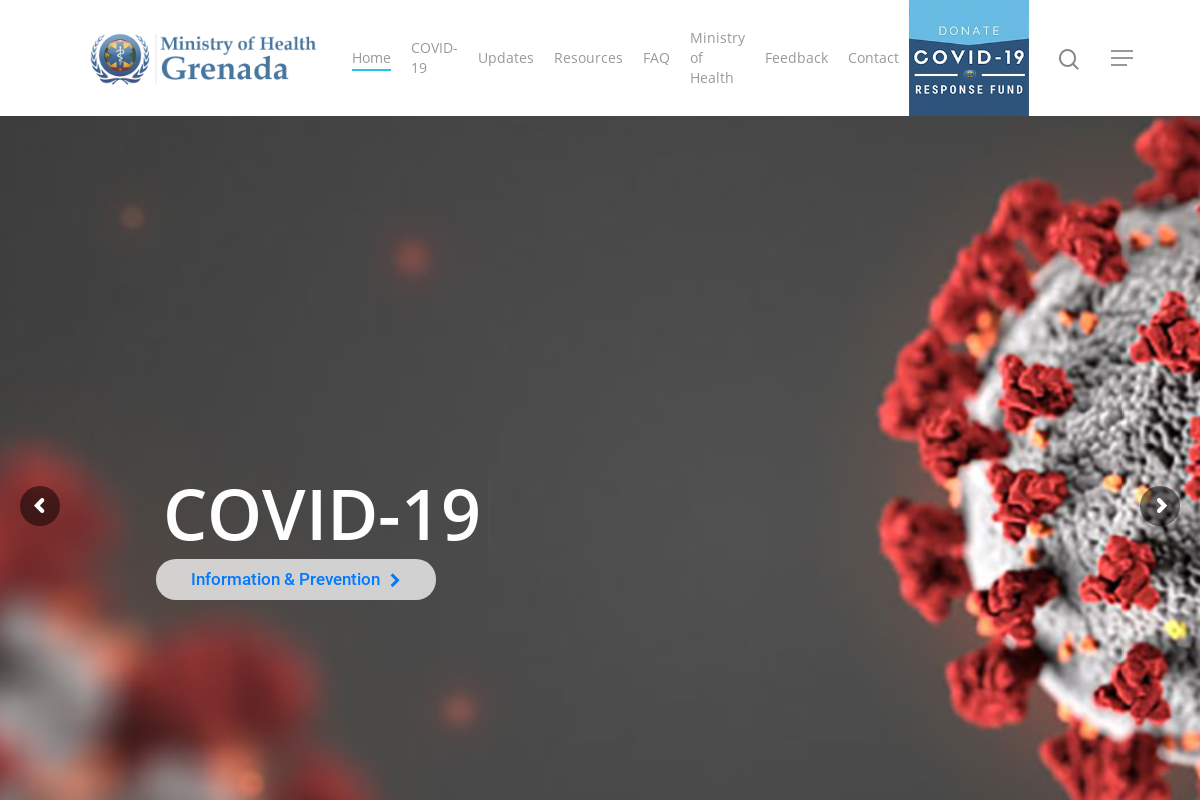 Ministry of Health
Grenada
Home
COVID-
19
Updates
Resources
FAQ
Ministry
of
Health
Feedback
Contact
DONATE
COVID-19
RESPONSE FUND
COVID-19
Information & Prevention